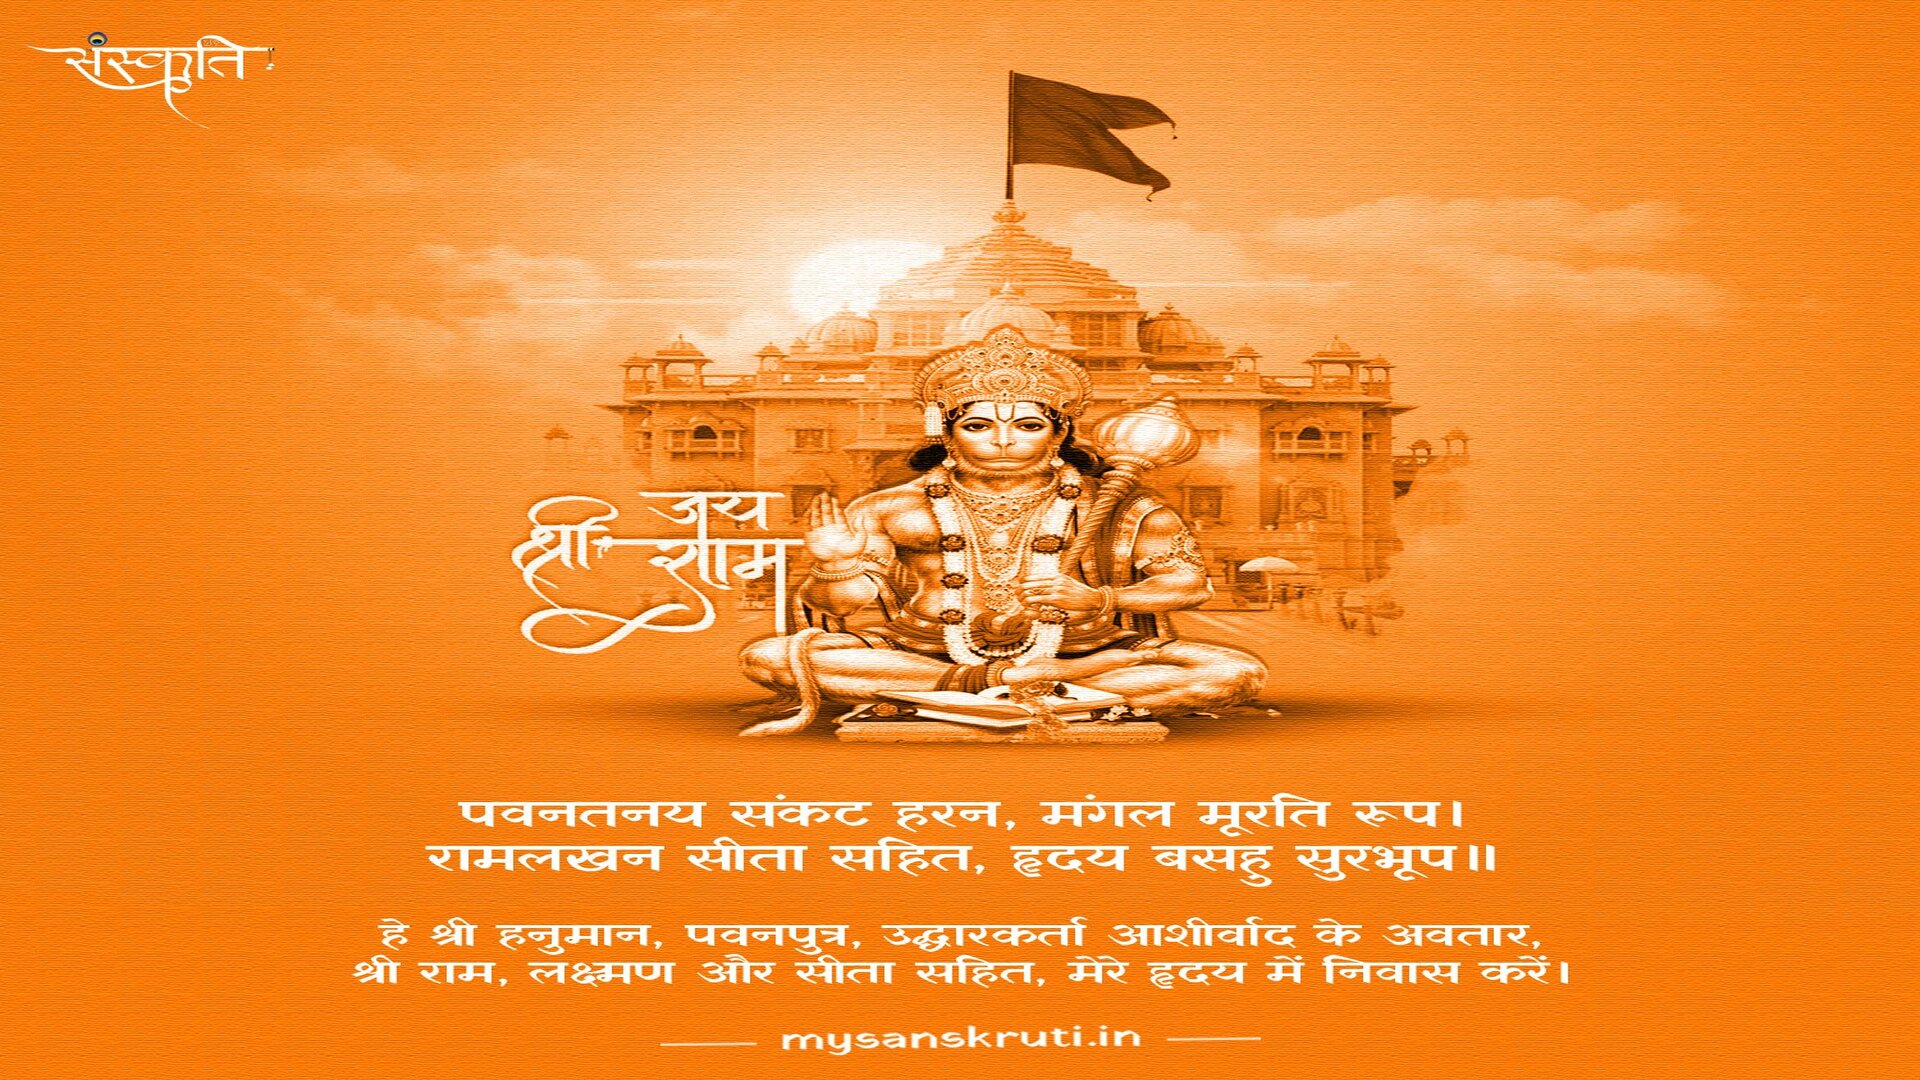 संस्कृति
जय
श्री राम
पवनतनय संकट हरन, मंगल मूरति रूप।
रामलखन सीता सहित, हृदय बसहु सुरभूप॥
हे श्री हनुमान, पवनपुत्र, उद्धारकर्ता आशीर्वाद के अवतार,
श्री राम, लक्ष्मण और सीता सहित, मेरे हृदय में निवास करें।
mysanskruti.in